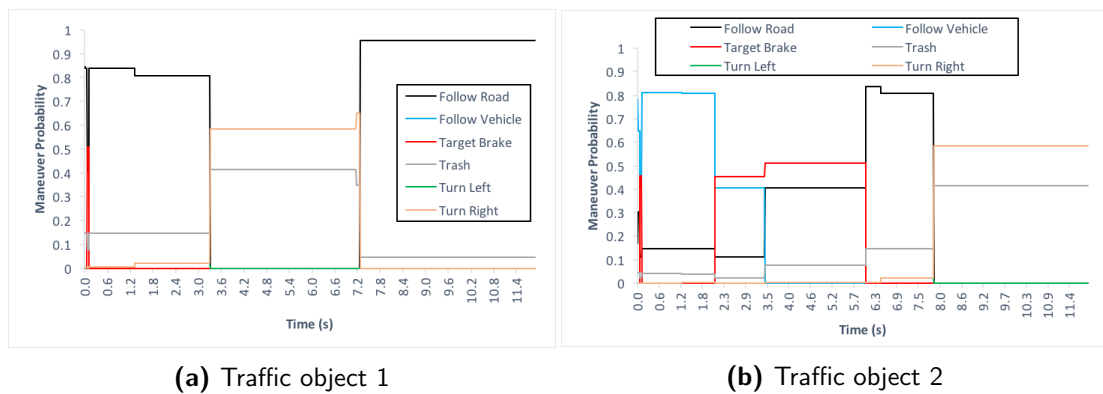 1
0.9
0.8
0.7
0.6
0.5
0.4
0.3
0.2
0.1
0
Maneuver Probability
Follow Road
Follow Vehicle
Target Brake
Trash
Turn Left
Turn Right
0.0 0.6 1.2 1.8 2.4 3.0 3.6 4.2 4.8 5.4 6.0 6.6 7.2 7.8 8.4 9.0 9.6 10.2 10.8 11.4
Time (s)
(a) Traffic object 1
Follow Road Follow Vehicle
Target Brake Trash
Turn Left Turn Right
1
0.9
0.8
0.7
0.6
0.5
0.4
0.3
0.2
0.1
0
Maneuver Probability
0.0 0.6 1.2 1.8 2.3 2.9 3.5 4.0 4.6 5.2 5.7 6.3 6.9 7.5 8.0 8.6 9.2 9.7 10.3 10.9 11.4
Time (s)
(b) Traffic object 2